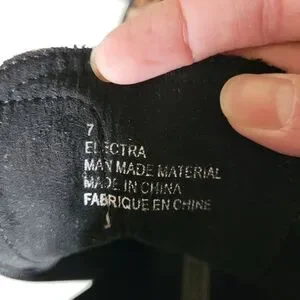 7
ELECTRA
MAN MADE MATERIAL
MADE IN CHINA
FABRIQUE EN CHINE